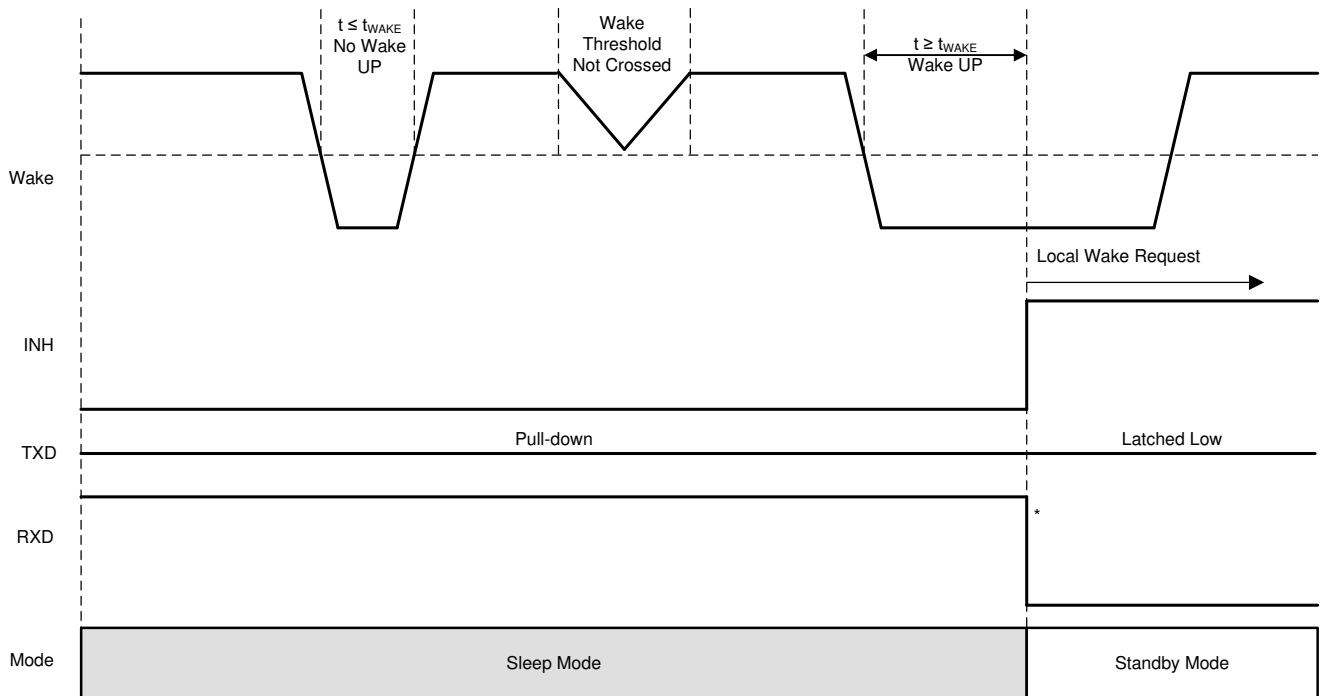 t ≤ tWAKE
No Wake
UP
Wake
Threshold
Not Crossed
t ≥ tWAKE
Wake UP
Wake
Local Wake Request
INH
Pull-down
Latched Low
TXD
*
RXD
Mode
Sleep Mode
Standby Mode